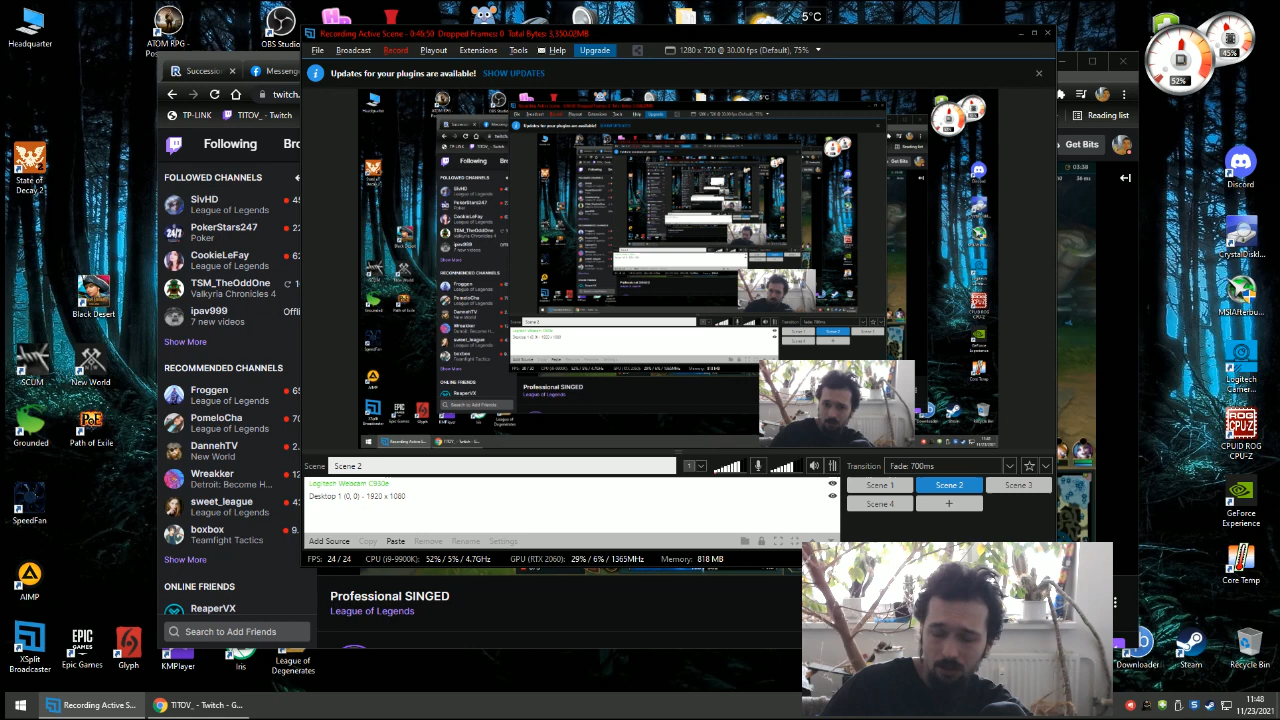 Headquarter
ATOM RPG
OBS Studio
5°C
Recording Active Scene - 0:46:50 Dropped Frames: 0 Total Bytes: 3,350.02MB
File
Broadcast
Record
Playout
Extensions
Tools
Help
Upgrade
1280 x 720 @ 30.00 fps (Default), 75%
Updates for your plugins are available! SHOW UPDATES
45%
52%
Successio
Messeng
twitch.
TP-LINK
TITOV_ - Twitch
Reading list
Following
Get Bits
FOLLOWED CHANNELS
SivHD
League of Legends
PokerStars247
Poker
CookieLeFay
League of Legends
TSM_TheOddOne
Valkyria Chronicles 4
ipav999
7 new videos
Offli
Show More
RECOMMENDED CHANNELS
Froggen
League of Legends
PomeloCha
League of Legends
DannehTV
New World
Wreakker
Detroit: Become H...
sweet_league
League of Legends
boxbox
Teamfight Tactics
Show More
ONLINE FRIENDS
ReaperVX
Search to Add Friends
State of Decay
Black Desert
SCUM
New World
Grounded
Path of Exile
SpeedFan
AIMP
XSplit Broadcaster
Epic Games
Glyph
KMPlayer
Iris
League of Degenerates
Discord
CrystalDiskI...
MSIAfterbu...
Logitech Gamer...
CPUID ROG CPU-Z
GeForce Experience
Core Temp
Downloader
Steam
Recycle Bin
Scene
Scene 2
1
Transition
Fade: 700ms
Logitech Webcam C930e
Desktop 1 (0, 0) - 1920 x 1080
Scene 1
Scene 2
Scene 3
Scene 4
+
Add Source
Copy
Paste
Remove
Rename
Settings
FPS: 24 / 24
CPU (i9-9900K) 52% / 5% / 4.7GHz
GPU (RTX 2060): 29% / 6% / 1365MHz
Memory: 818 MB
Professional SINGED
League of Legends
Recording Active S...
TITOV_ - Twitch - G...
11:48
11/23/2021